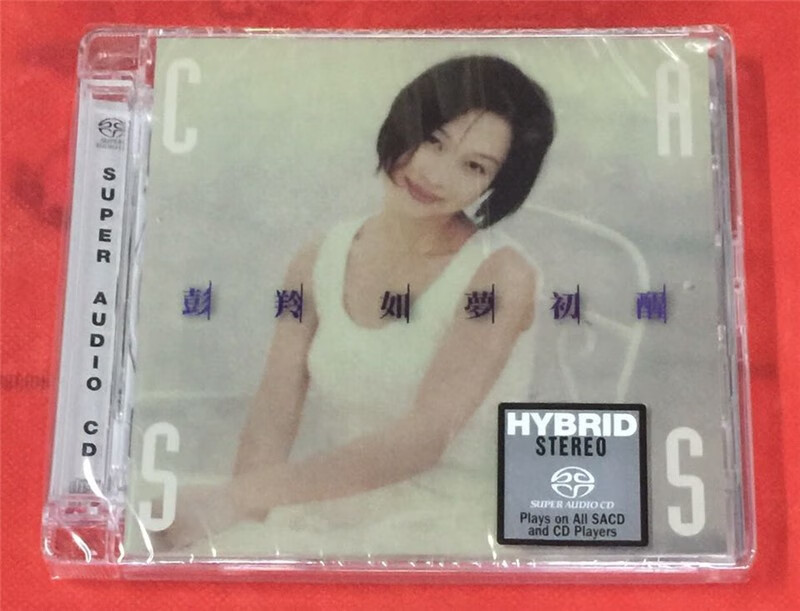 C A
S S
彭羚 如夢初醒
SUPER AUDIO CD
HYBRID
STEREO
SUPER AUDIO CD
Plays on All SACD
and CD Players